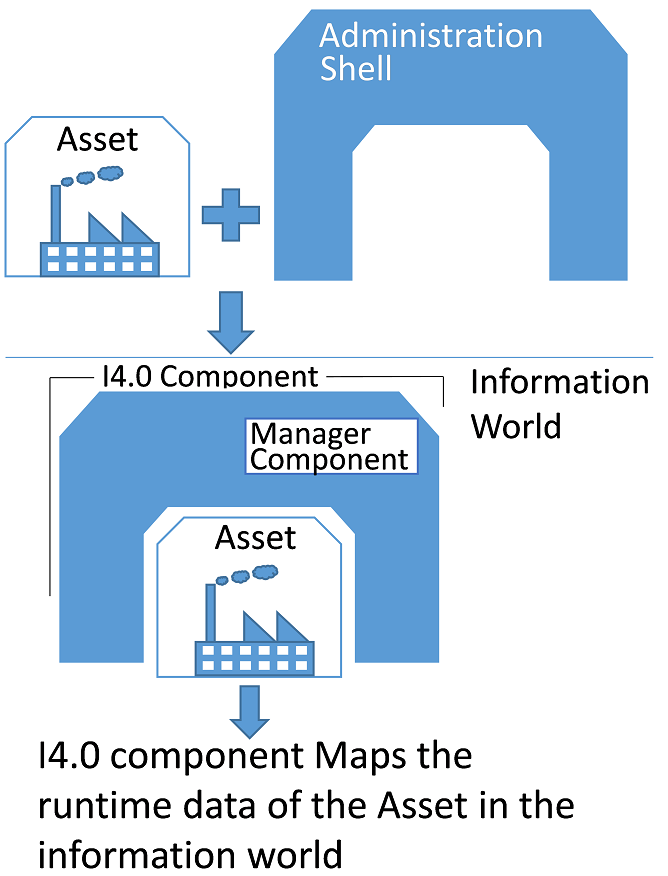 Administration
Shell
Asset
I4.0 Component
Information
World
Manager
Component
Asset
I4.0 component Maps the
runtime data of the Asset in the
information world